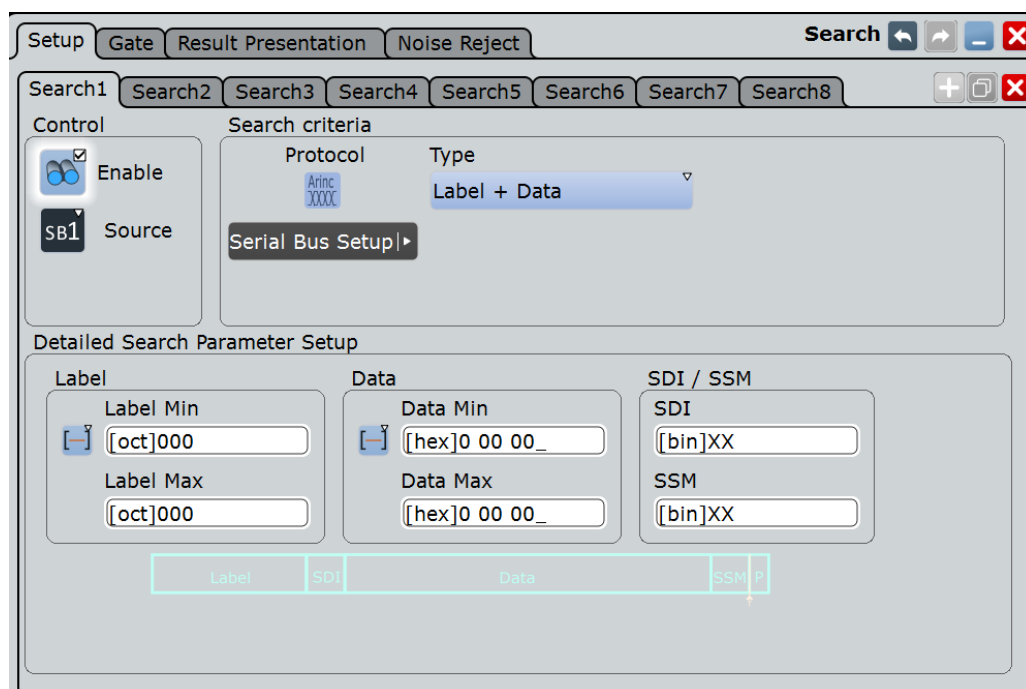 Setup Gate Result Presentation Noise Reject Search
Search1 Search2 Search3 Search4 Search5 Search6 Search7 Search8
Control Search criteria
Protocol Type
Enable Arinc Label + Data
SB1 Source Serial Bus Setup
Detailed Search Parameter Setup
Label Data SDI / SSM
Label Min Data Min SDI
[oct]000 [hex]0 00 00_ [bin]XX
Label Max Data Max SSM
[oct]000 [hex]0 00 00_ [bin]XX
Label SDI Data SSM P